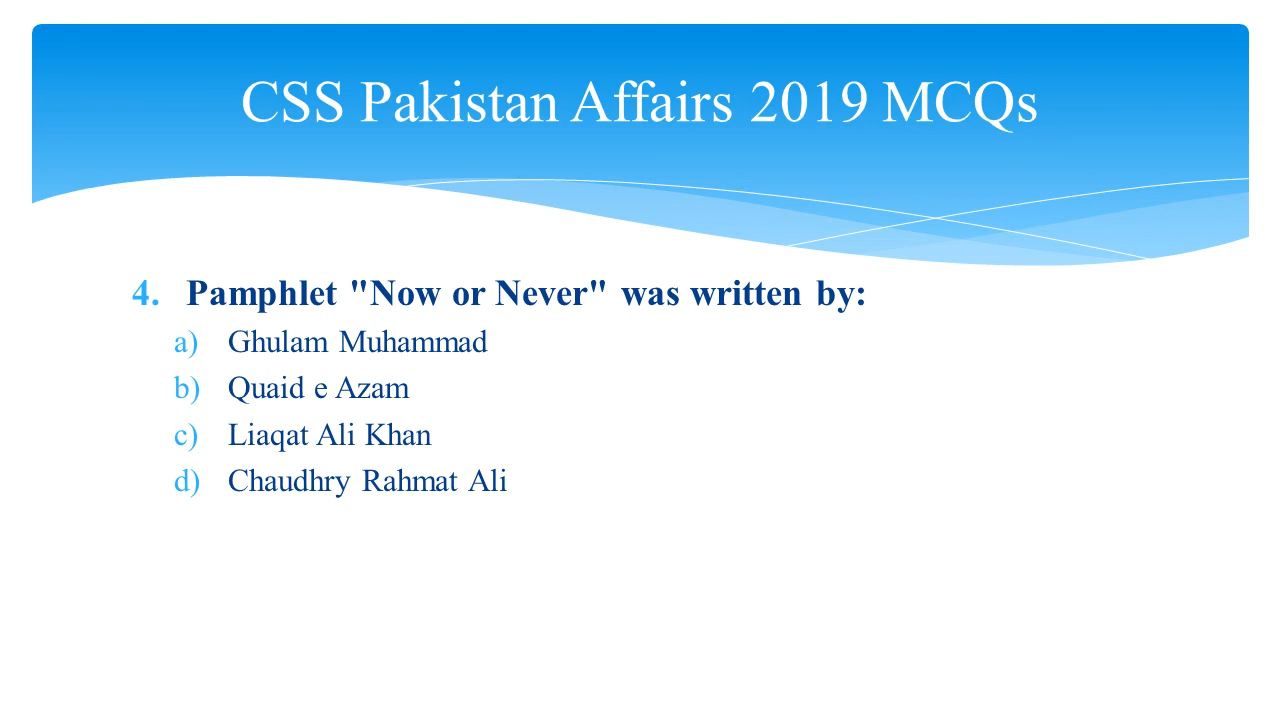 CSS Pakistan Affairs 2019 MCQs
4. Pamphlet "Now or Never" was written by:
a) Ghulam Muhammad
b) Quaid e Azam
c) Liaqat Ali Khan
d) Chaudhry Rahmat Ali